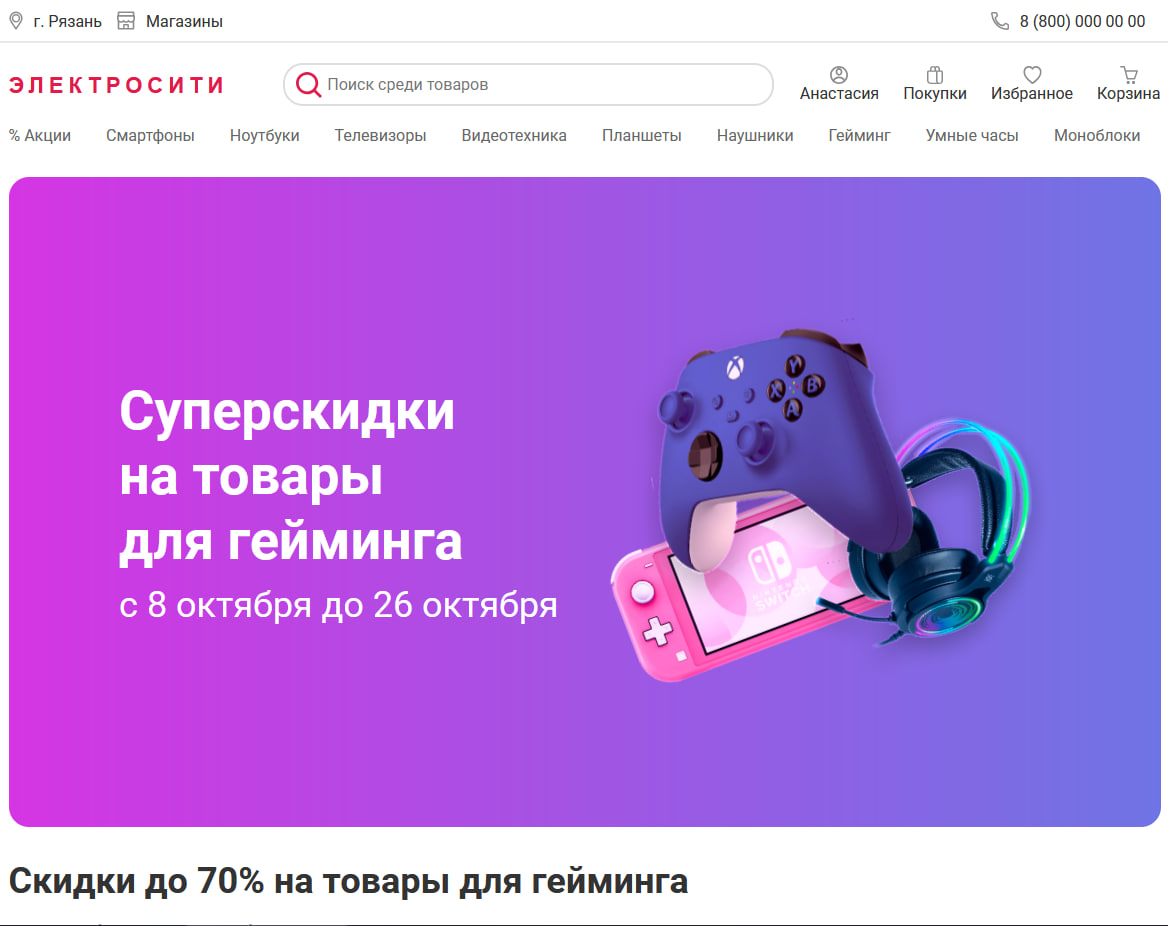 г. Рязань Магазины 8 (800) 000 00 00
ЭЛЕКТРОСИТИ Поиск среди товаров Анастасия Покупки Избранное Корзина
% Акции Смартфоны Ноутбуки Телевизоры Видеотехника Планшеты Наушники Гейминг Умные часы Моноблоки
Суперскидки
на товары
для гейминга
с 8 октября до 26 октября
Y
X B
A
NINTENDO
SWITCH
Скидки до 70% на товары для гейминга